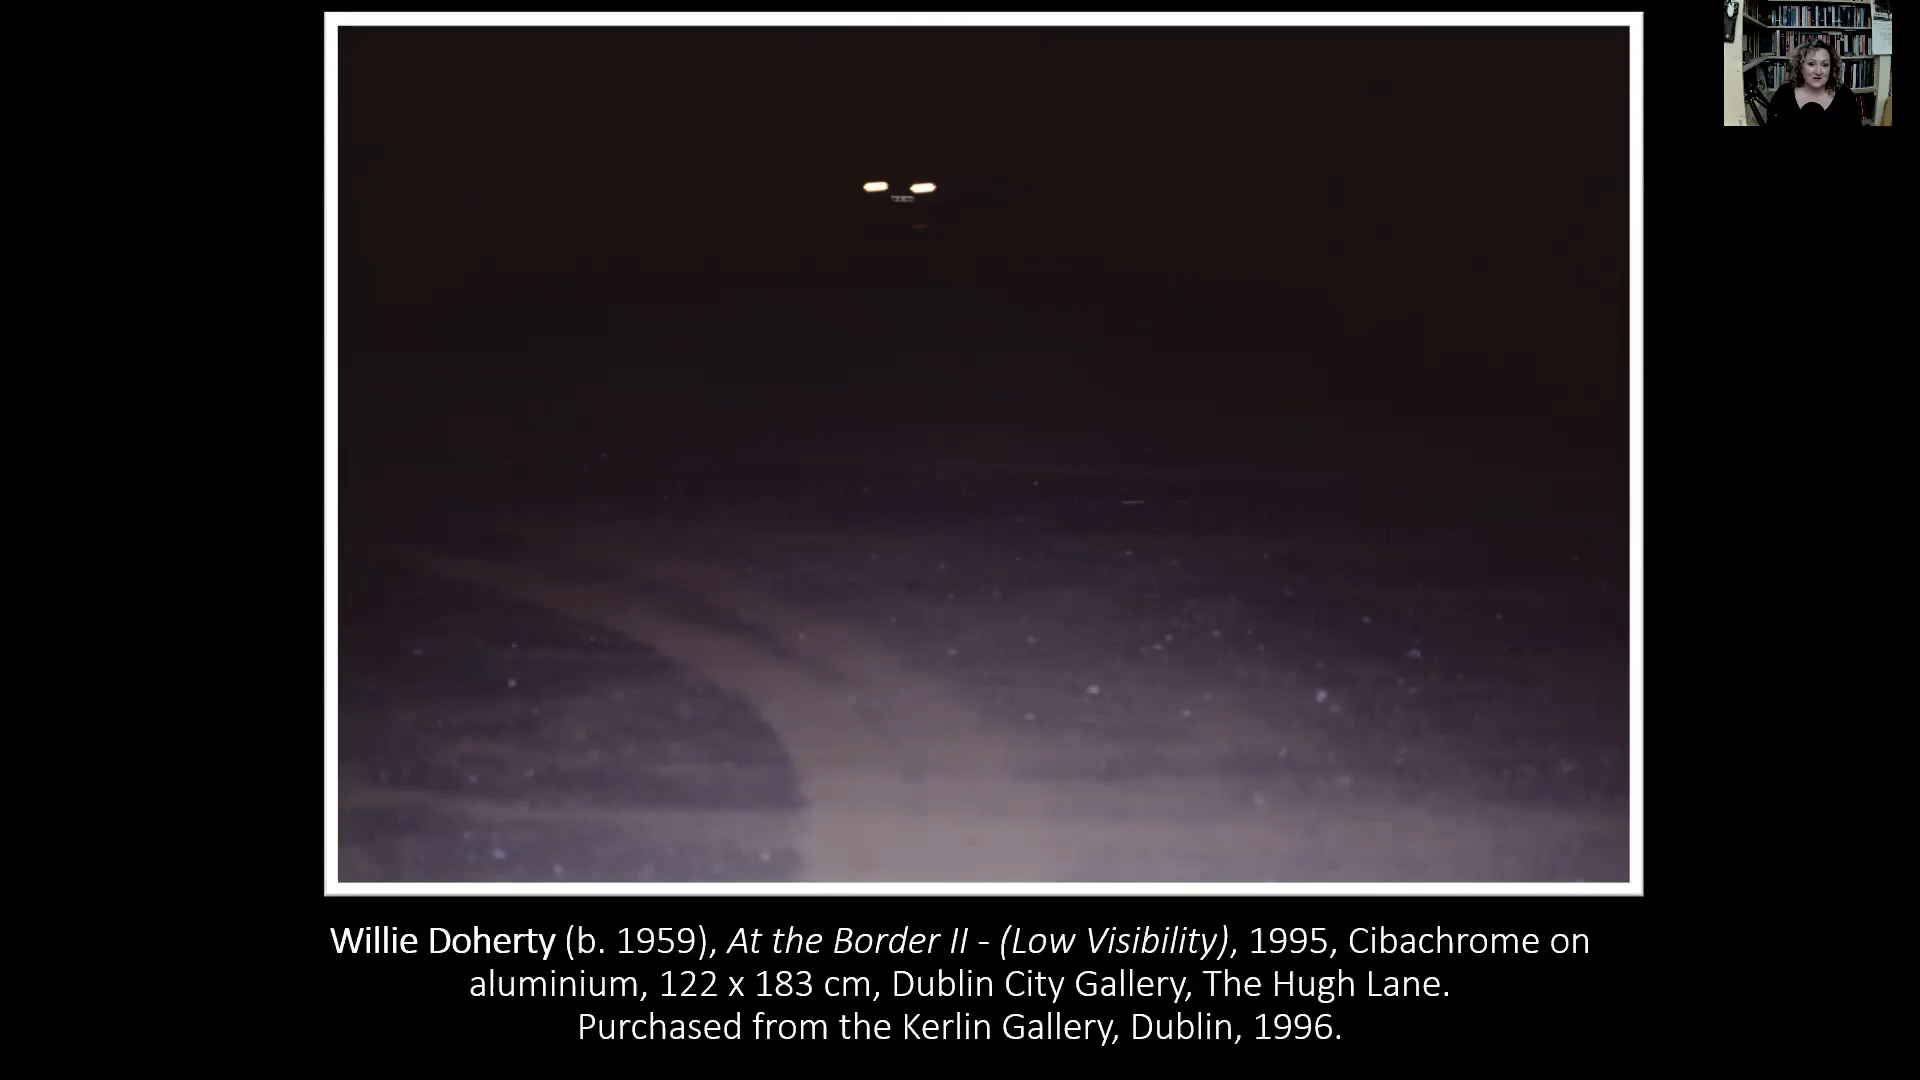 Willie Doherty (b. 1959), At the Border II - (Low Visibility), 1995, Cibachrome on
aluminium, 122 x 183 cm, Dublin City Gallery, The Hugh Lane.
Purchased from the Kerlin Gallery, Dublin, 1996.